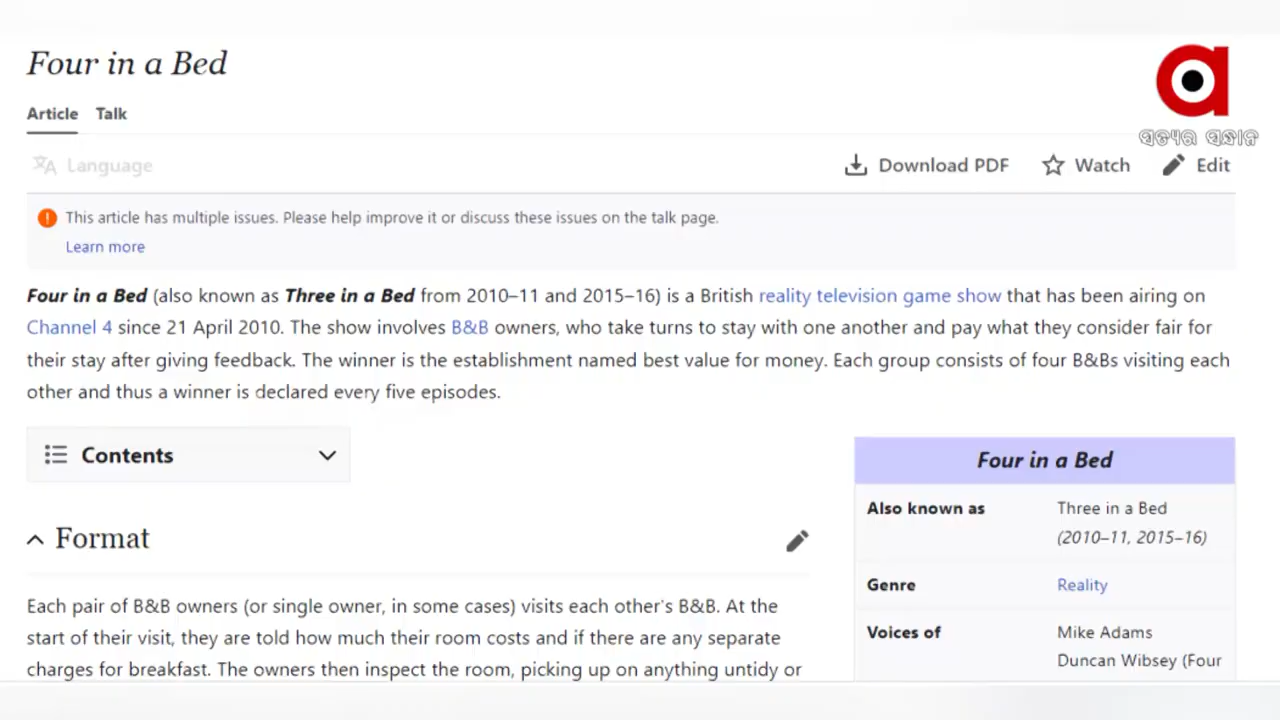 Four in a Bed
Article Talk
ସତ୍ୟର ସନ୍ଧାନ
Language
Download PDF Watch Edit
This article has multiple issues. Please help improve it or discuss these issues on the talk page.
Learn more
Four in a Bed (also known as Three in a Bed from 2010–11 and 2015–16) is a British reality television game show that has been airing on
Channel 4 since 21 April 2010. The show involves B&B owners, who take turns to stay with one another and pay what they consider fair for
their stay after giving feedback. The winner is the establishment named best value for money. Each group consists of four B&Bs visiting each
other and thus a winner is declared every five episodes.
Contents
Format
Each pair of B&B owners (or single owner, in some cases) visits each other's B&B. At the
start of their visit, they are told how much their room costs and if there are any separate
charges for breakfast. The owners then inspect the room, picking up on anything untidy or
Four in a Bed
Also known as Three in a Bed
(2010–11, 2015–16)
Genre Reality
Voices of Mike Adams
Duncan Wibsey (Four